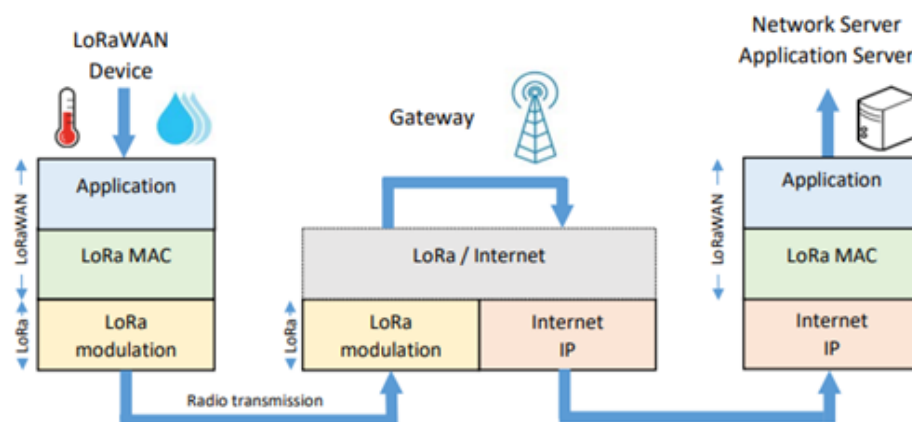 LoRaWAN
Device
Application
LoRa MAC
LoRa
modulation
LoRaWAN
LoRa
Radio transmission
Gateway
LoRa / Internet
LoRa
modulation
Internet
IP
LoRa
Network Server
Application Server
Application
LoRa MAC
Internet
IP
LoRaWAN